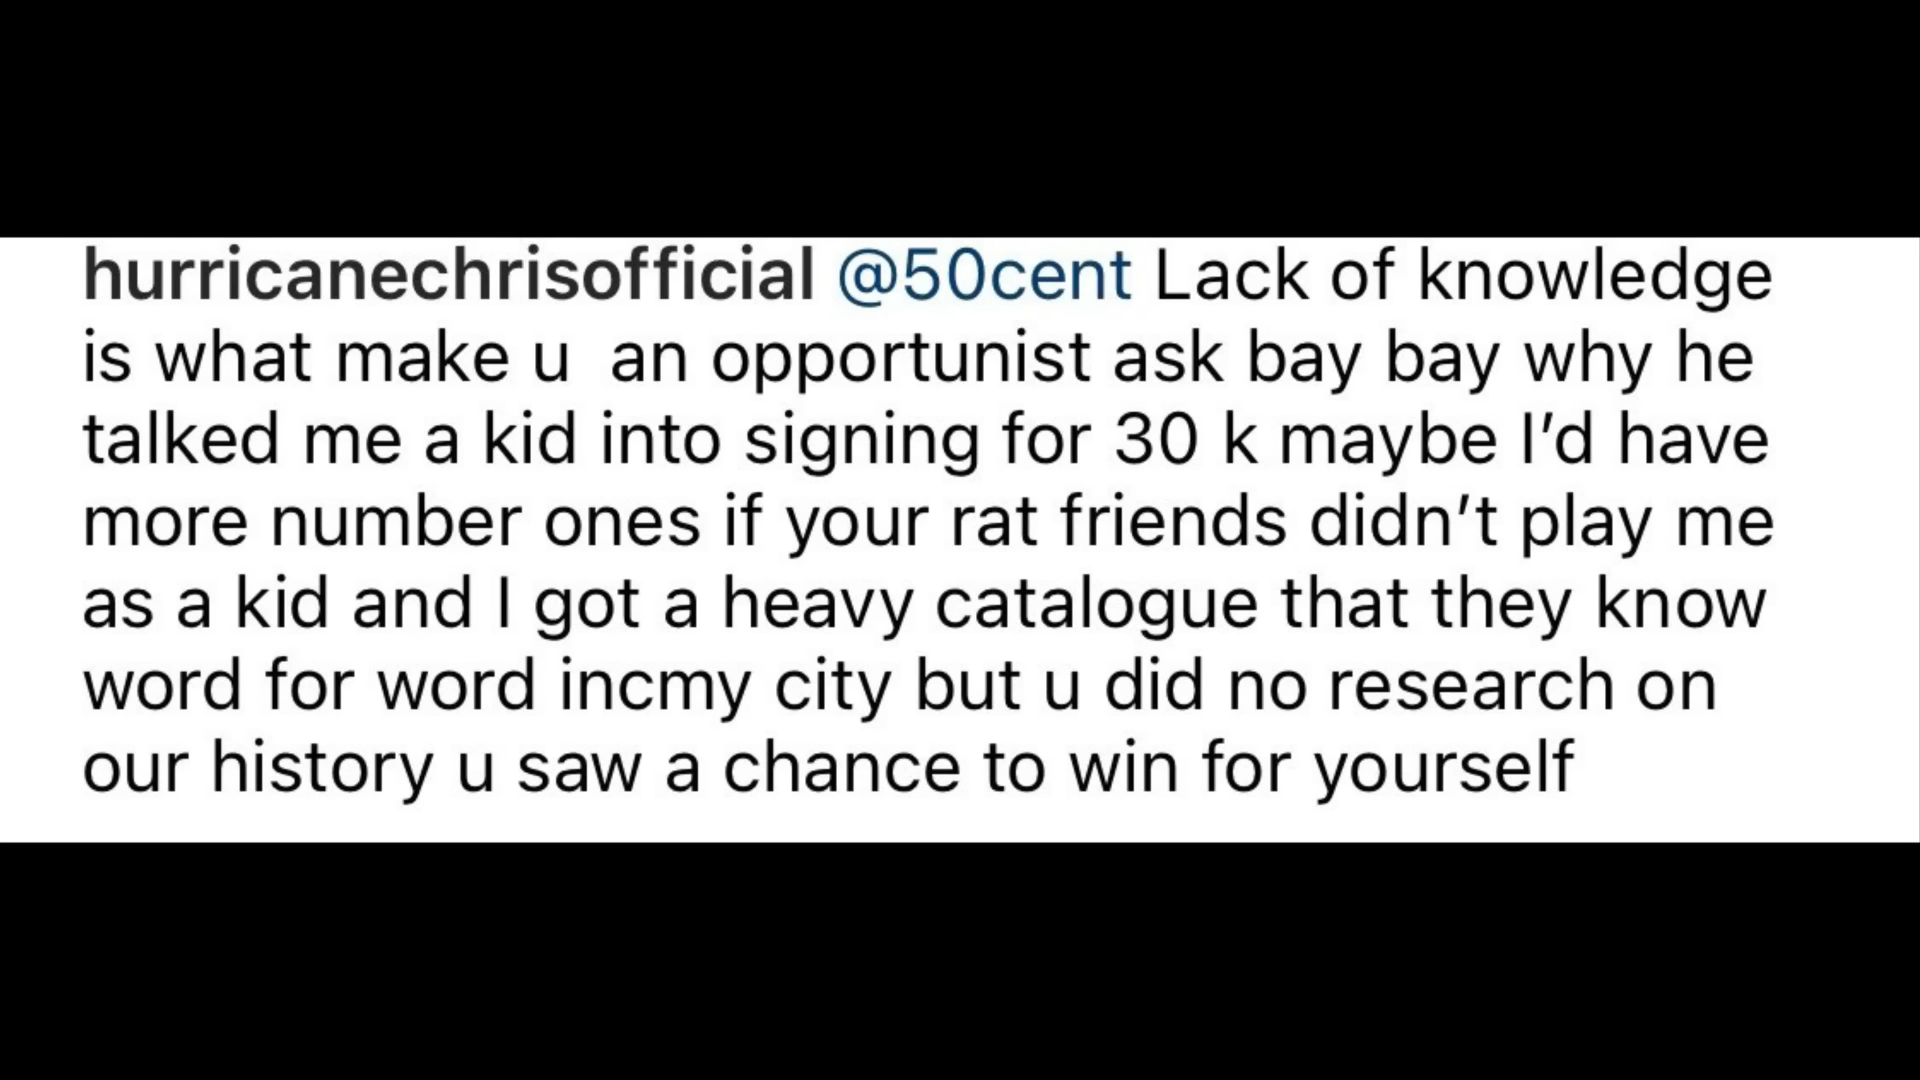 hurricanechrisofficial @50cent Lack of knowledge
is what make u  an opportunist ask bay bay why he
talked me a kid into signing for 30 k maybe I’d have
more number ones if your rat friends didn’t play me
as a kid and I got a heavy catalogue that they know
word for word incmy city but u did no research on
our history u saw a chance to win for yourself